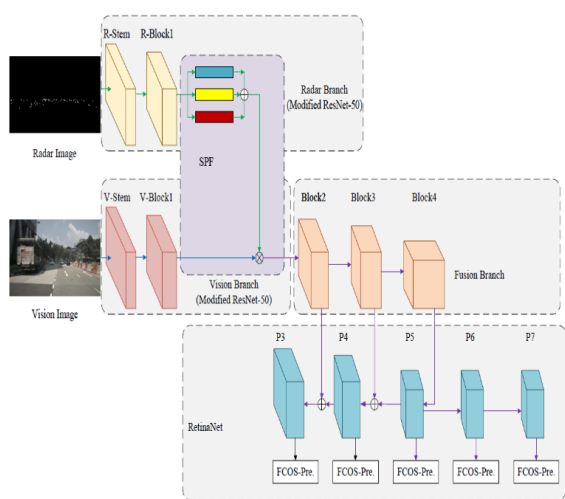 R-Stem
R-Block1
Radar Branch
(Modified ResNet-50)
Radar Image
SPF
V-Stem
V-Block1
Block2
Block3
Block4
Vision Branch
(Modified ResNet-50)
Fusion Branch
Vision Image
P3
P4
P5
P6
P7
RetinaNet
FCOS-Pre.
FCOS-Pre.
FCOS-Pre.
FCOS-Pre.
FCOS-Pre.